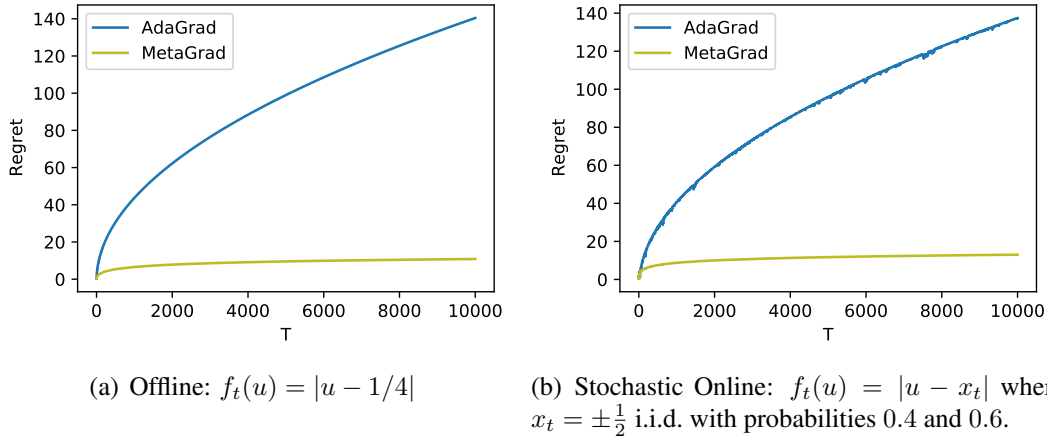 140
120
100
80
60
40
20
0
Regret
AdaGrad
MetaGrad
0 2000 4000 6000 8000 10000
T
140
120
100
80
60
40
20
0
Regret
AdaGrad
MetaGrad
0 2000 4000 6000 8000 10000
T
(a) Offline: f_t(u) = |u − 1/4|
(b) Stochastic Online: f_t(u) = |u − x_t| wher
x_t = ±1/2 i.i.d. with probabilities 0.4 and 0.6.